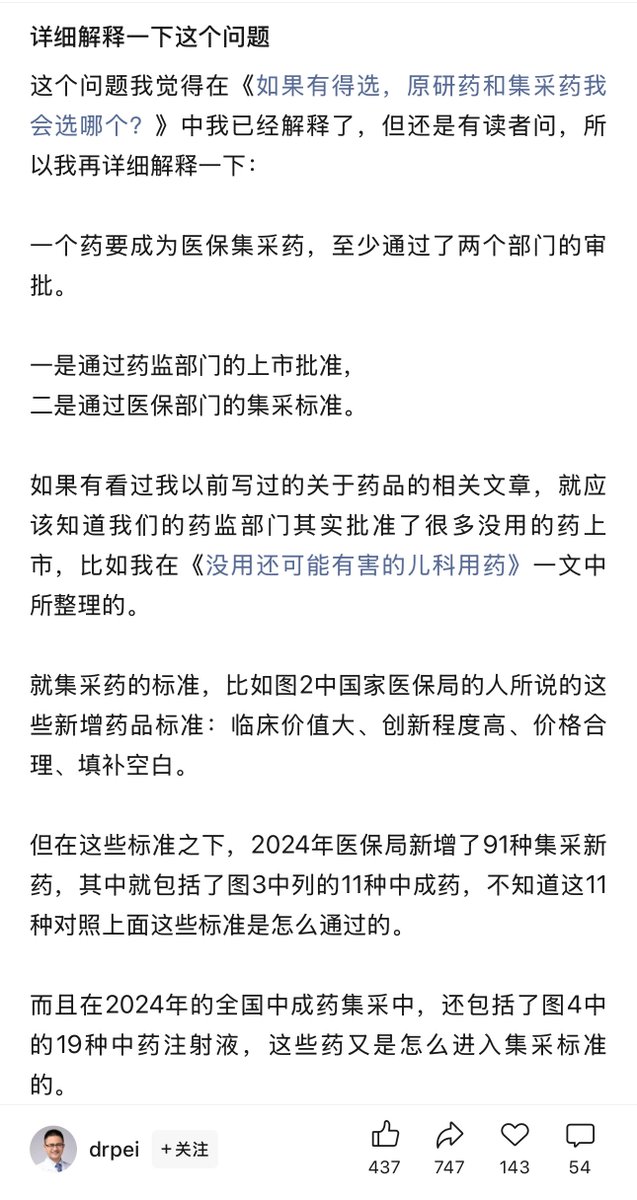 详细解释一下这个问题
这个问题我觉得在《如果有得选，原研药和集采药我
会选哪个？》中我已经解释了，但还是有读者问，所
以我再详细解释一下：
一个药要成为医保集采药，至少通过了两个部门的审
批。
一是通过药监部门的上市批准，
二是通过医保部门的集采标准。
如果有看过我以前写过的关于药品的相关文章，就应
该知道我们的药监部门其实批准了很多没用的药上
市，比如我在《没用还可能有害的儿科用药》一文中
所整理的。
就集采药的标准，比如图2中国家医保局的人所说的这
些新增药品标准：临床价值大、创新程度高、价格合
理、填补空白。
但在这些标准之下，2024年医保局新增了91种集采新
药，其中就包括了图3中列的11种中成药，不知道这11
种对照上面这些标准是怎么通过的。
而且在2024年的全国中成药集采中，还包括了图4中
的19种中药注射液，这些药又是怎么进入集采标准
的。
drpei +关注 437 747 143 54